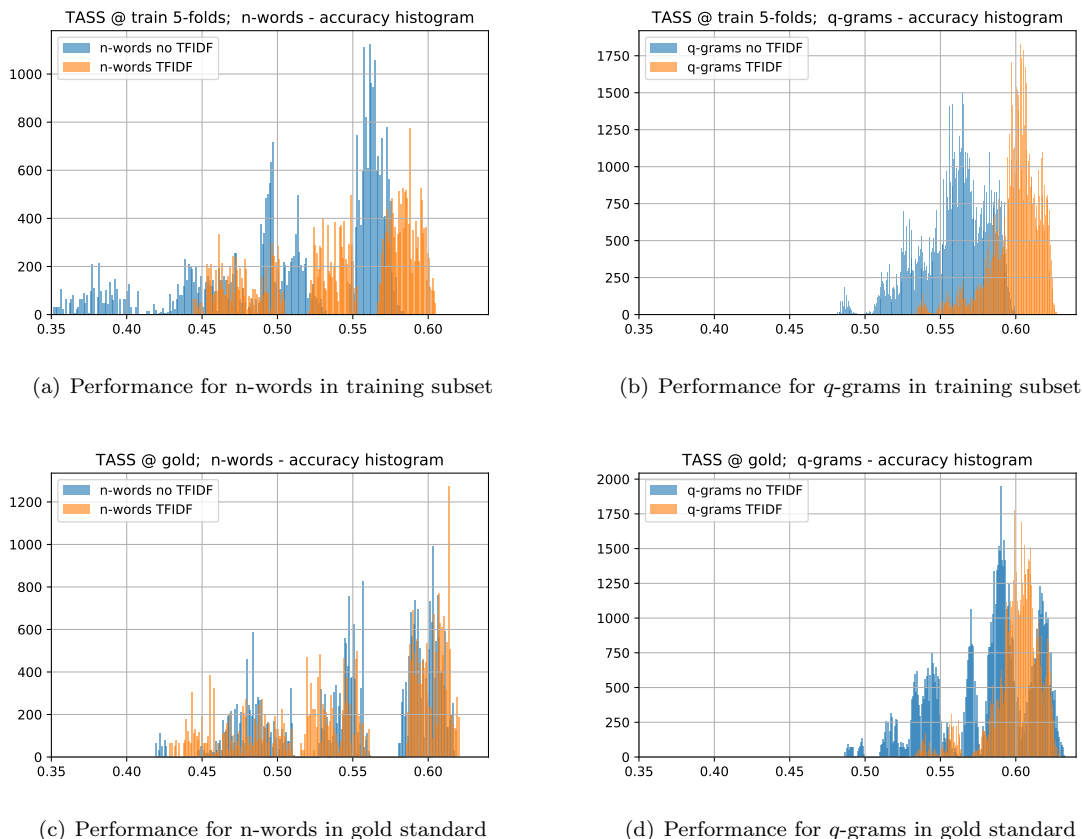 TASS @ train 5-folds;  n-words - accuracy histogram
n-words no TFIDF
n-words TFIDF
1000
800
600
400
200
0
0.35 0.40 0.45 0.50 0.55 0.60
(a) Performance for n-words in training subset
TASS @ train 5-folds;  q-grams - accuracy histogram
q-grams no TFIDF
q-grams TFIDF
1750
1500
1250
1000
750
500
250
0
0.35 0.40 0.45 0.50 0.55 0.60
(b) Performance for q-grams in training subset
TASS @ gold;  n-words - accuracy histogram
n-words no TFIDF
n-words TFIDF
1200
1000
800
600
400
200
0
0.35 0.40 0.45 0.50 0.55 0.60
(c) Performance for n-words in gold standard
TASS @ gold;  q-grams - accuracy histogram
q-grams no TFIDF
q-grams TFIDF
2000
1750
1500
1250
1000
750
500
250
0
0.35 0.40 0.45 0.50 0.55 0.60
(d) Performance for q-grams in gold standard